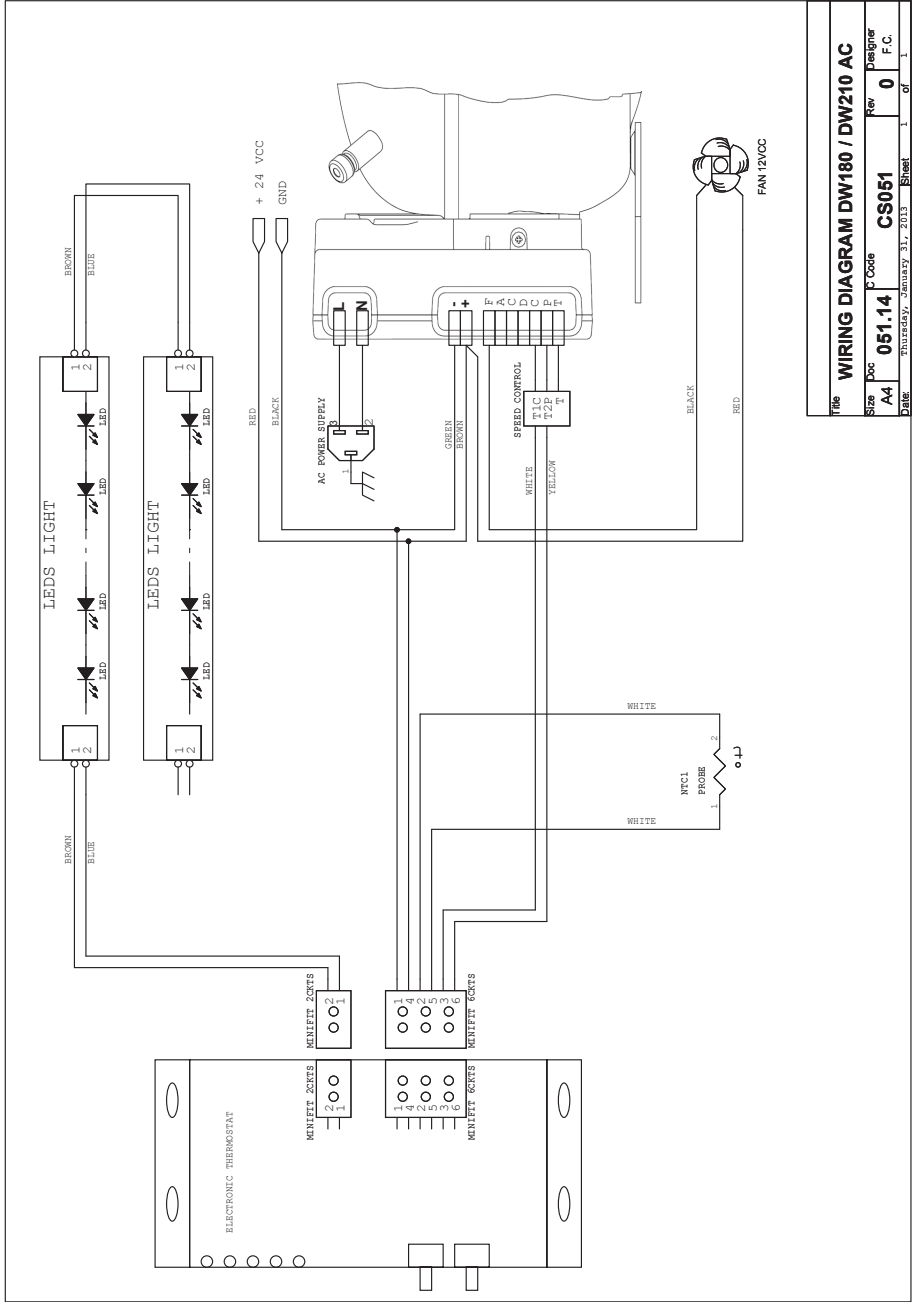 BROWN
BLUE
1
2
LEDS LIGHT
LED
LED
LED
LED
1
2
BROWN
BLUE
1
2
LEDS LIGHT
LED
LED
LED
LED
1
2
+ 24 VCC
GND
RED
BLACK
AC POWER SUPPLY
3
2
1
L
N
-
+
F
A
C
D
C
P
T
GREEN
BROWN
SPEED CONTROL
T1C
T2P
T
WHITE
YELLOW
BLACK
RED
FAN 12VCC
WHITE
WHITE
NTC1
PROBE
1
2
t°
MINIFIT 2CKTS
2
1
MINIFIT 6CKTS
1
4
2
5
3
6
MINIFIT 2CKTS
2
1
MINIFIT 6CKTS
1
4
2
5
3
6
ELECTRONIC THERMOSTAT
Title
WIRING DIAGRAM DW180 / DW210 AC
Size Doc C Code Rev Designer
A4 051.14 CS051 0 F.C.
Date: Thursday, January 31, 2013 Sheet 1 of 1